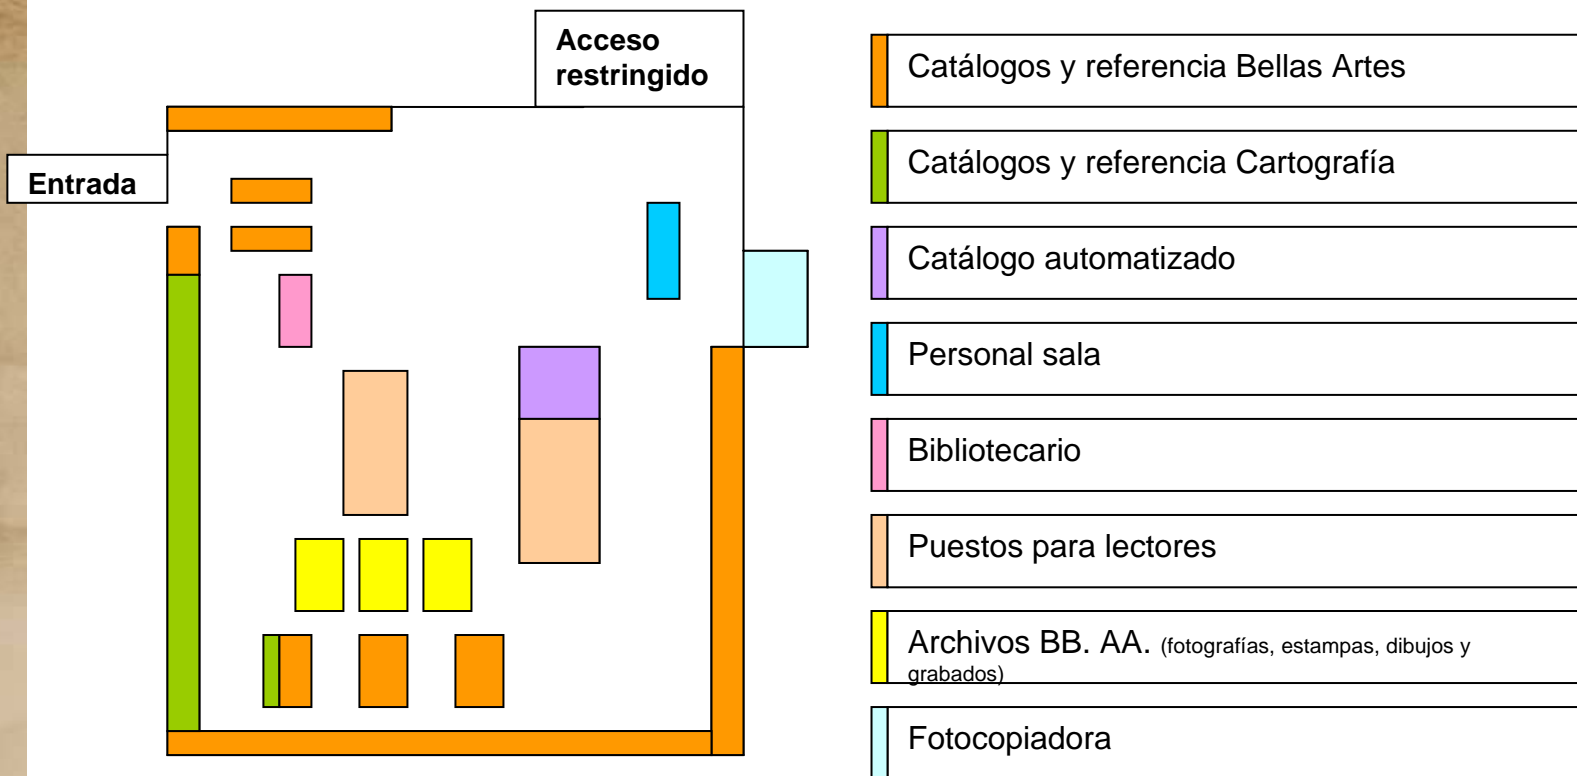 Acceso
restringido
Entrada
Catálogos y referencia Bellas Artes
Catálogos y referencia Cartografía
Catálogo automatizado
Personal sala
Bibliotecario
Puestos para lectores
Archivos BB. AA. (fotografías, estampas, dibujos y
grabados)
Fotocopiadora